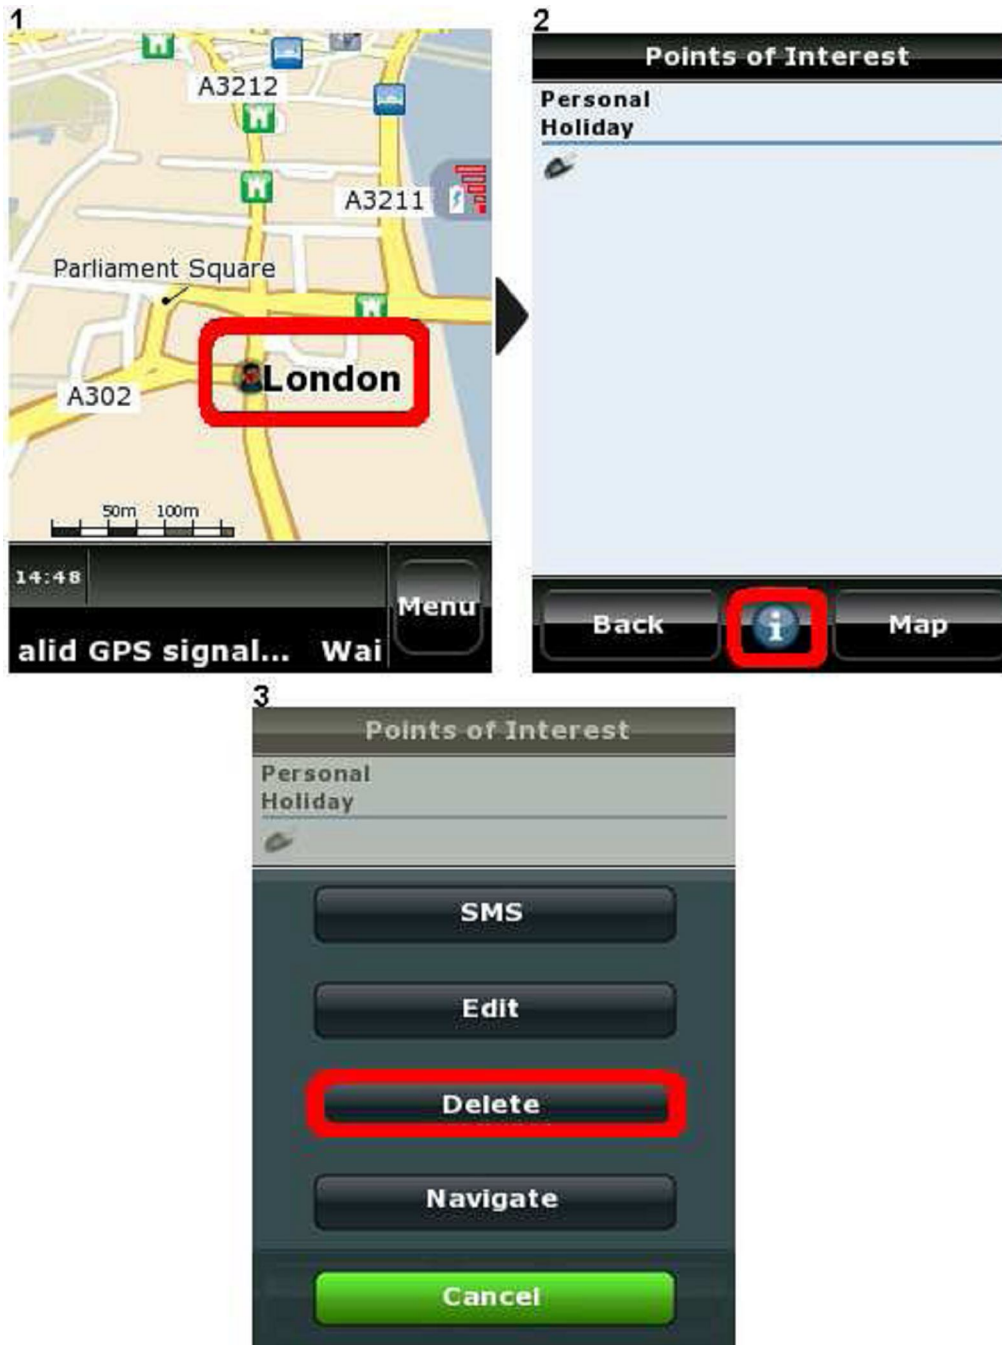 1
A3212
A3211
Parliament Square
London
A302
50m 100m
14:48
Menu
alid GPS signal... Wai
2
Points of Interest
Personal
Holiday
Back
i
Map
3
Points of Interest
Personal
Holiday
SMS
Edit
Delete
Navigate
Cancel